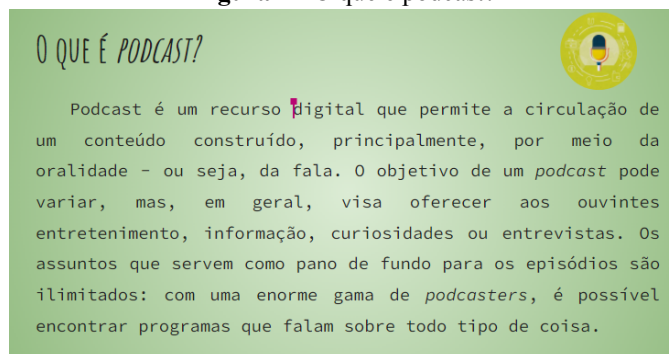 O QUE É PODCAST?
Podcast é um recurso digital que permite a circulação de
um conteúdo construído, principalmente, por meio da
oralidade – ou seja, da fala. O objetivo de um podcast pode
variar, mas, em geral, visa oferecer aos ouvintes
entretenimento, informação, curiosidades ou entrevistas. Os
assuntos que servem como pano de fundo para os episódios são
ilimitados: com uma enorme gama de podcasters, é possível
encontrar programas que falam sobre todo tipo de coisa.